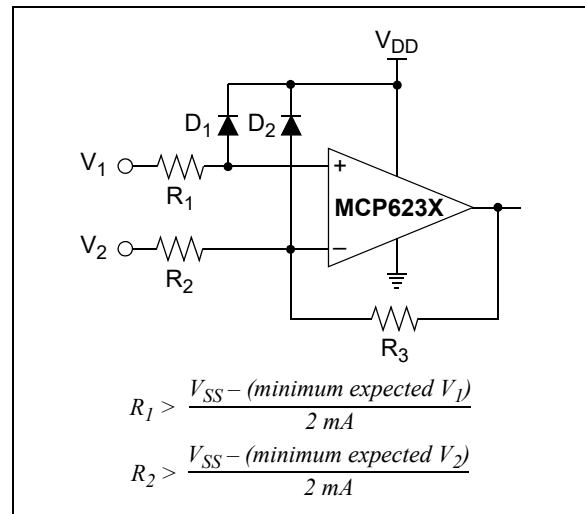 V_DD
D_1 D_2
V_1
R_1
+
MCP623X
V_2
R_2
–
R_3
R_1 > V_SS – (minimum expected V_1) / 2 mA
R_2 > V_SS – (minimum expected V_2) / 2 mA